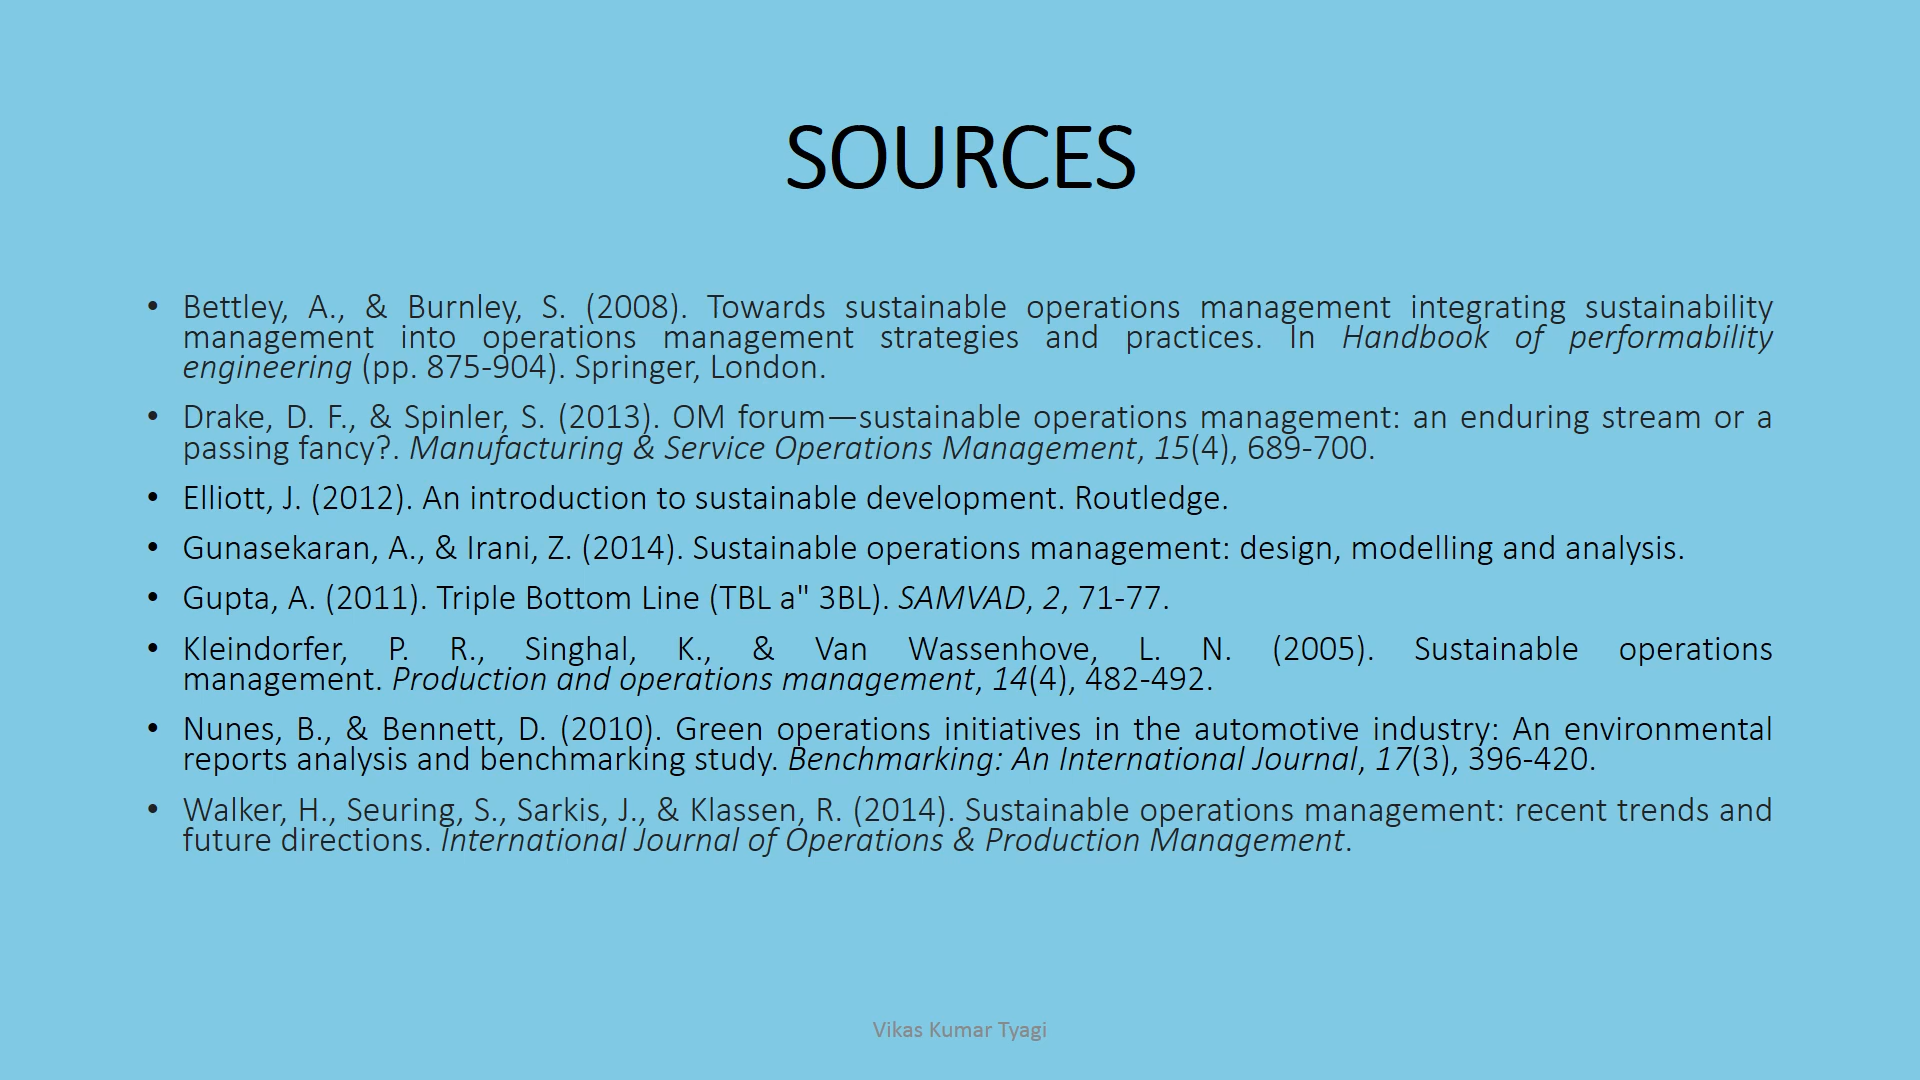 SOURCES
• Bettley, A., & Burnley, S. (2008). Towards sustainable operations management integrating sustainability
management into operations management strategies and practices. In Handbook of performability
engineering (pp. 875-904). Springer, London.
• Drake, D. F., & Spinler, S. (2013). OM forum—sustainable operations management: an enduring stream or a
passing fancy?. Manufacturing & Service Operations Management, 15(4), 689-700.
• Elliott, J. (2012). An introduction to sustainable development. Routledge.
• Gunasekaran, A., & Irani, Z. (2014). Sustainable operations management: design, modelling and analysis.
• Gupta, A. (2011). Triple Bottom Line (TBL a" 3BL). SAMVAD, 2, 71-77.
• Kleindorfer, P. R., Singhal, K., & Van Wassenhove, L. N. (2005). Sustainable operations
management. Production and operations management, 14(4), 482-492.
• Nunes, B., & Bennett, D. (2010). Green operations initiatives in the automotive industry: An environmental
reports analysis and benchmarking study. Benchmarking: An International Journal, 17(3), 396-420.
• Walker, H., Seuring, S., Sarkis, J., & Klassen, R. (2014). Sustainable operations management: recent trends and
future directions. International Journal of Operations & Production Management.
Vikas Kumar Tyagi